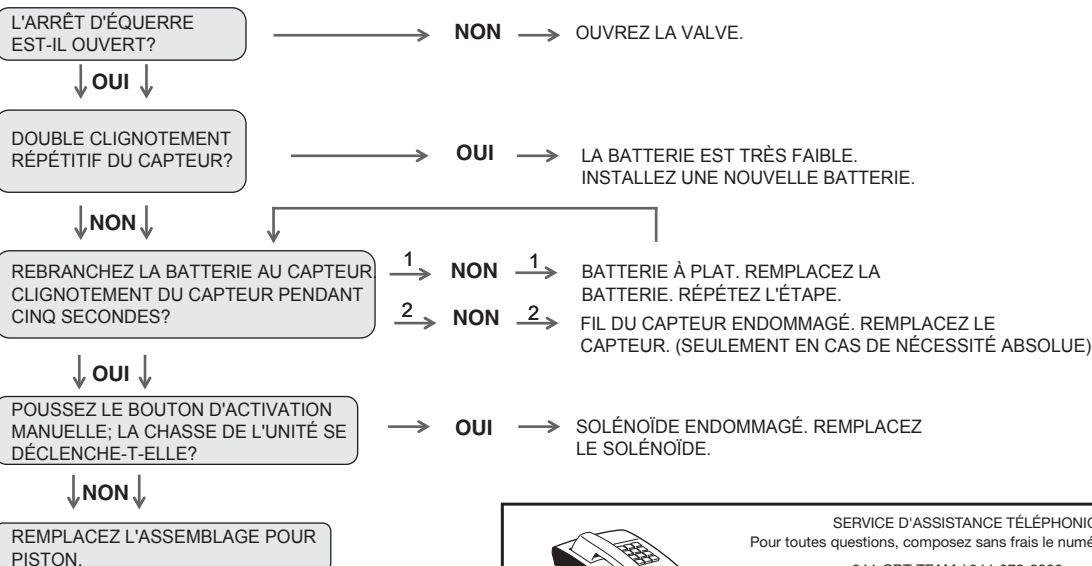 L'ARRÊT D'ÉQUERRE
EST-IL OUVERT?
NON
OUVREZ LA VALVE.
OUI
DOUBLE CLIGNOTEMENT
RÉPÉTITIF DU CAPTEUR?
OUI
LA BATTERIE EST TRÈS FAIBLE.
INSTALLEZ UNE NOUVELLE BATTERIE.
NON
REBRANCHEZ LA BATTERIE AU CAPTEUR.
CLIGNOTEMENT DU CAPTEUR PENDANT
CINQ SECONDES?
1 NON 1
BATTERIE À PLAT. REMPLACEZ LA
BATTERIE. RÉPÉTEZ L'ÉTAPE.
2 NON 2
FIL DU CAPTEUR ENDOMMAGÉ. REMPLACEZ LE
CAPTEUR. (SEULEMENT EN CAS DE NÉCESSITÉ ABSOLUE)
OUI
POUSSEZ LE BOUTON D'ACTIVATION
MANUELLE; LA CHASSE DE L'UNITÉ SE
DÉCLENCHE-T-ELLE?
OUI
SOLÉNOÏDE ENDOMMAGÉ. REMPLACEZ
LE SOLÉNOÏDE.
NON
REMPLACEZ L'ASSEMBLAGE POUR
PISTON.
SERVICE D'ASSISTANCE
Pour toutes questions, composez sans frais le